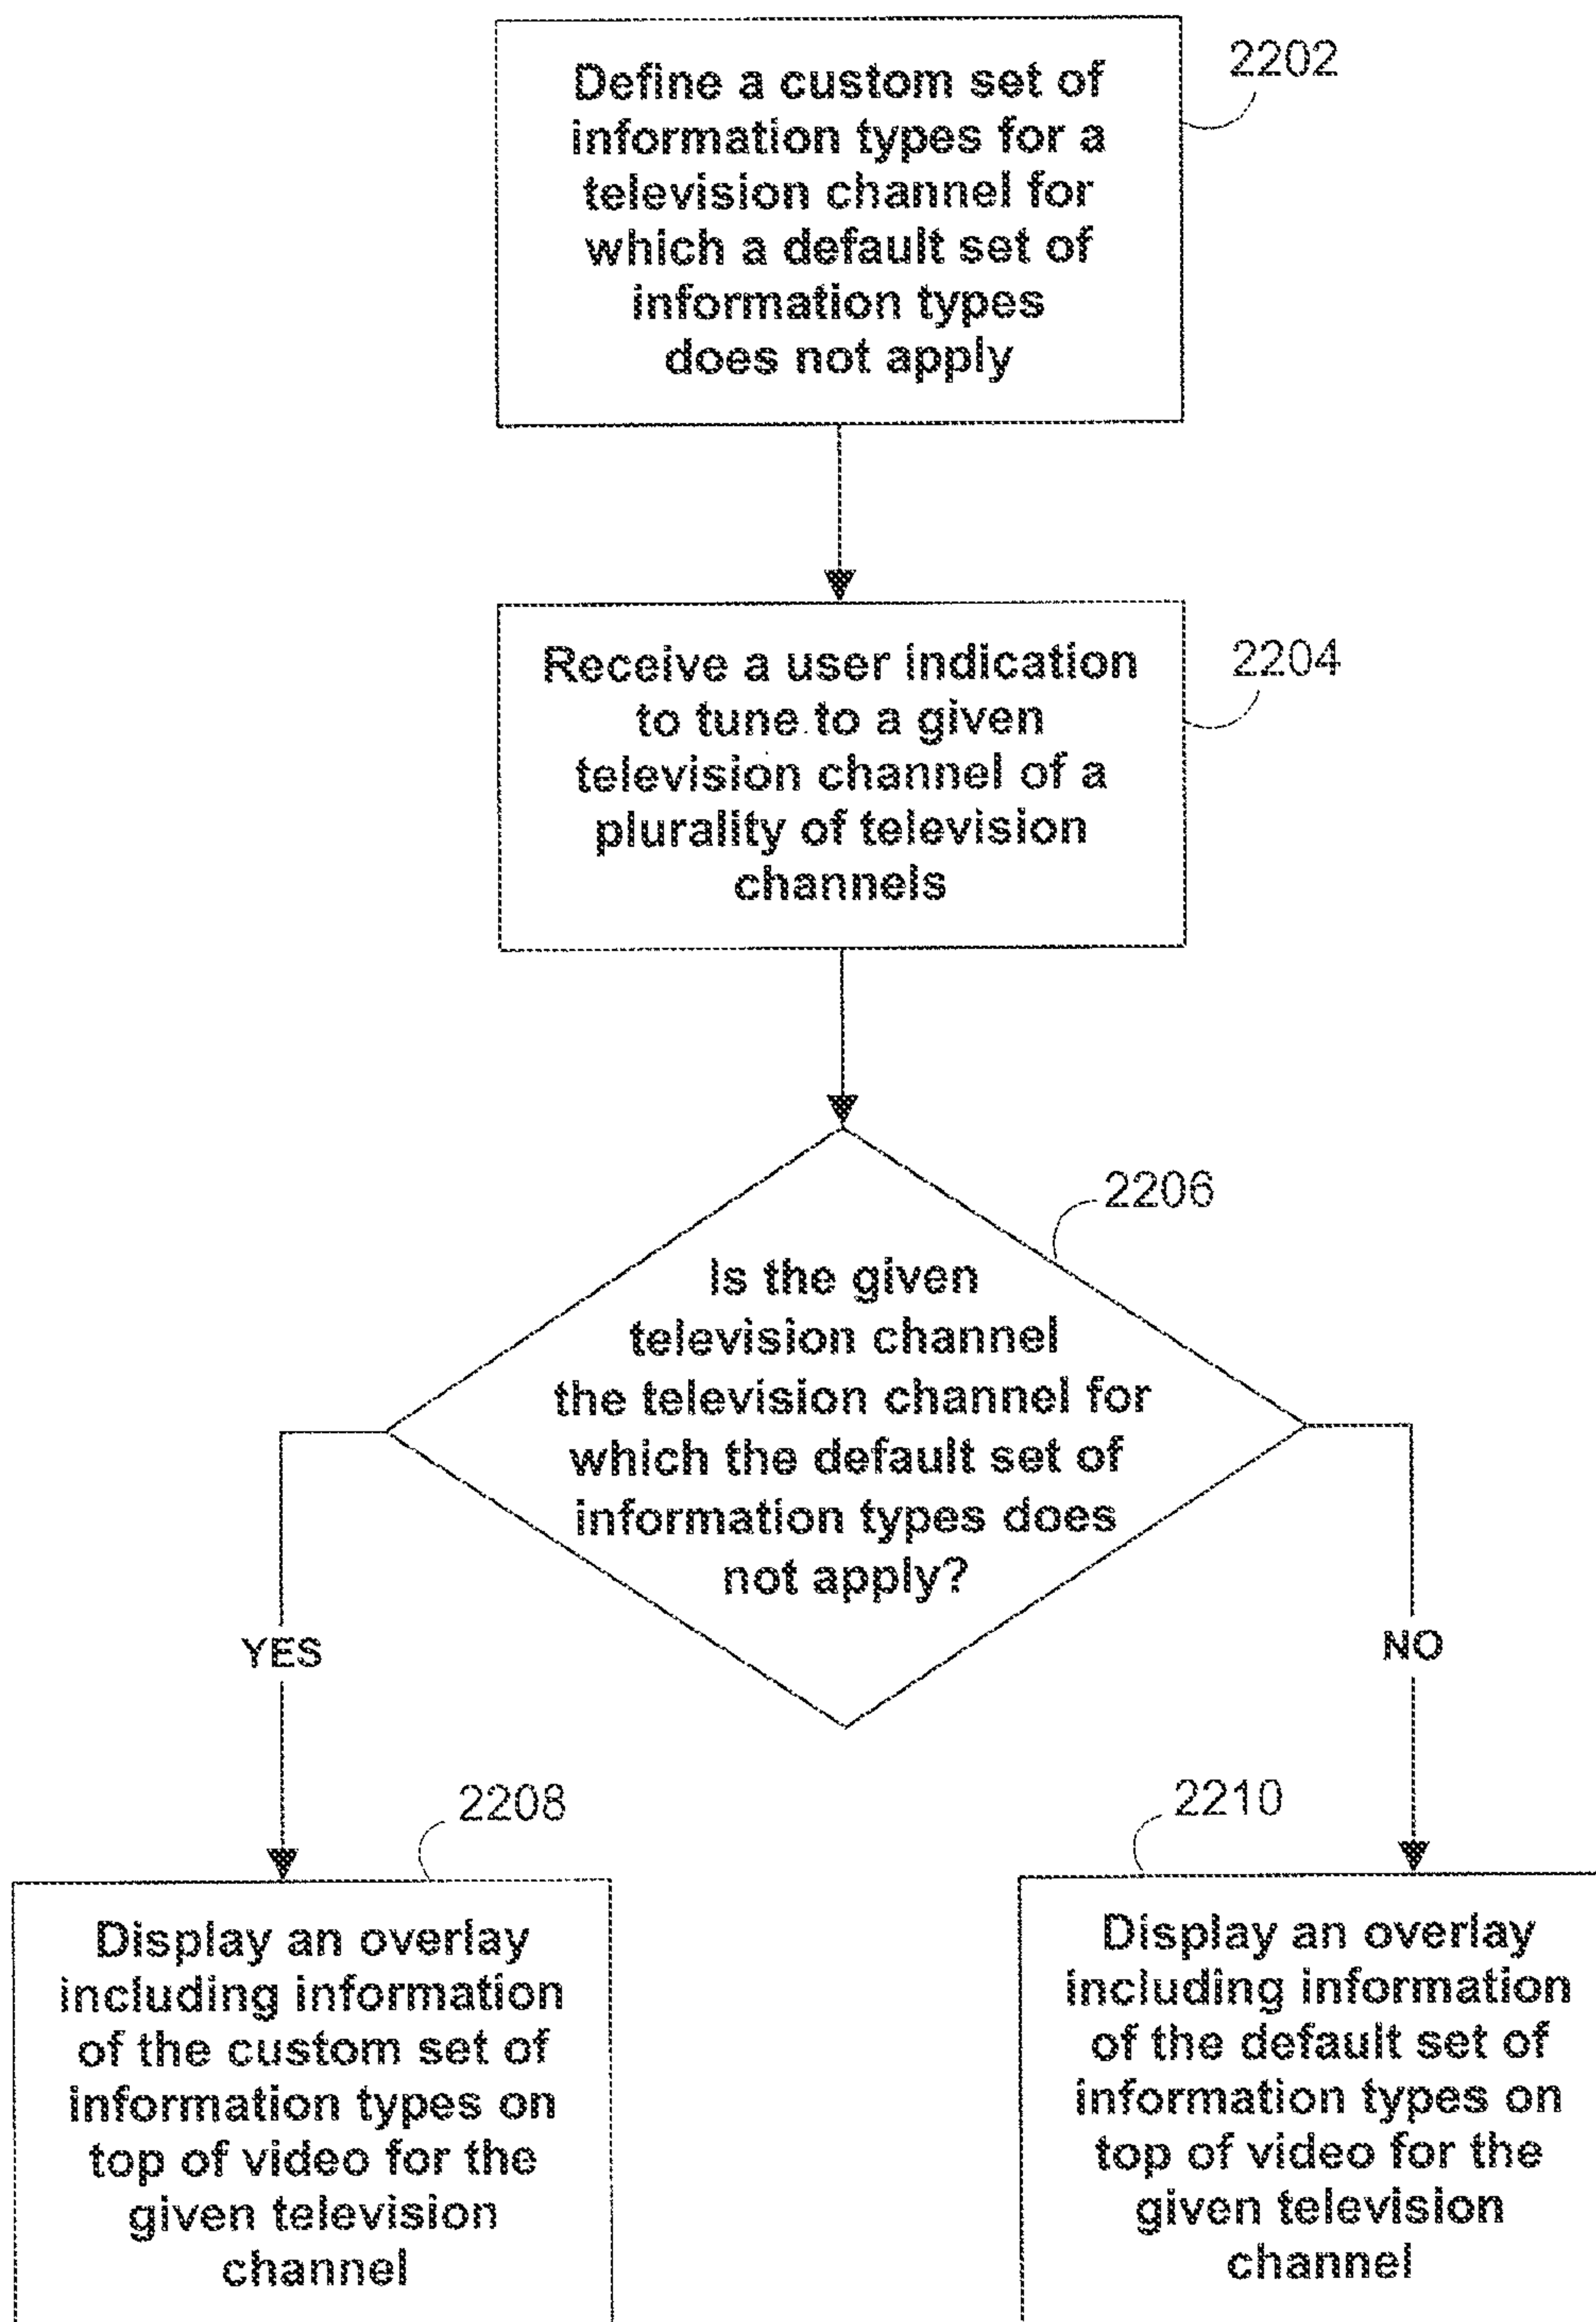 Define a custom set of
information types for a
television channel for
which a default set of
information types
does not apply
2202
Receive a user indication
to tune to a given
television channel of a
plurality of television
channels
2204
2206
Is the given
television channel
the television channel for
which the default set of
information types does
not apply?
YES
NO
2208
Display an overlay
including information
of the custom set of
information types on
top of video for the
given television
channel
2210
Display an overlay
including information
of the default set of
information types on
top of video for the
given television
channel